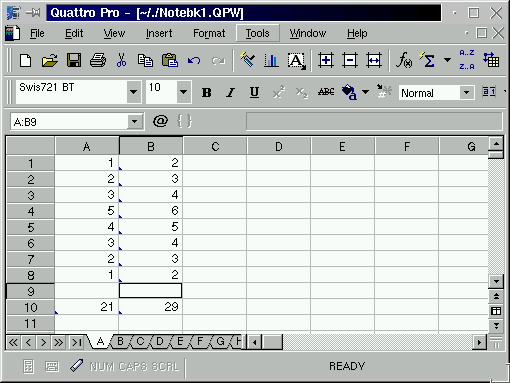 Quattro Pro - [~/./Notebk1.QPW]
File Edit View Insert Format Tools Window Help
A Σ A..Z Z..A
Swis721 BT 10 B I U x² x₂ ABC a Normal
A:B9 @ {}
A B C D E F G
1 1 2
2 2 3
3 3 4
4 5 6
5 4 5
6 3 4
7 2 3
8 1 2
9
10 21 29
11
A B C D E F G H
NUM CAPS SCRL READY